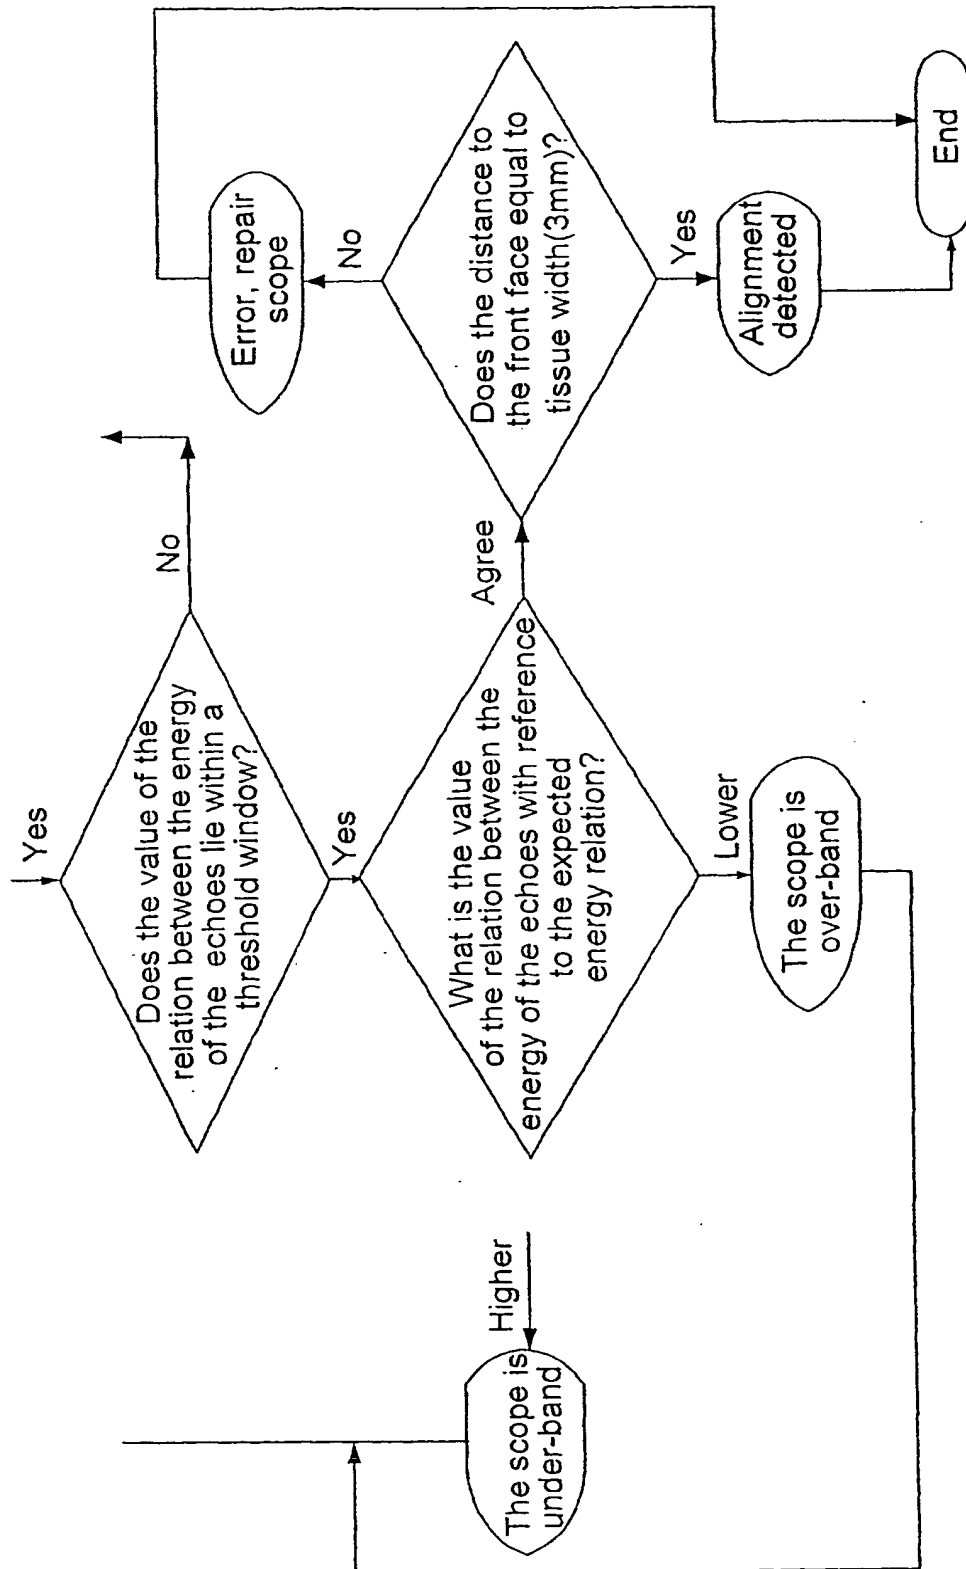 Yes
Does the value of the
relation between the energy
of the echoes lie within a
threshold window?
No
Yes
What is the value
of the relation between the
energy of the echoes with reference
to the expected
energy relation?
Higher
The scope is
under-band
Lower
The scope is
over-band
Agree
Does the distance to
the front face equal to
tissue width(3mm)?
No
Error, repair
scope
Yes
Alignment
detected
End